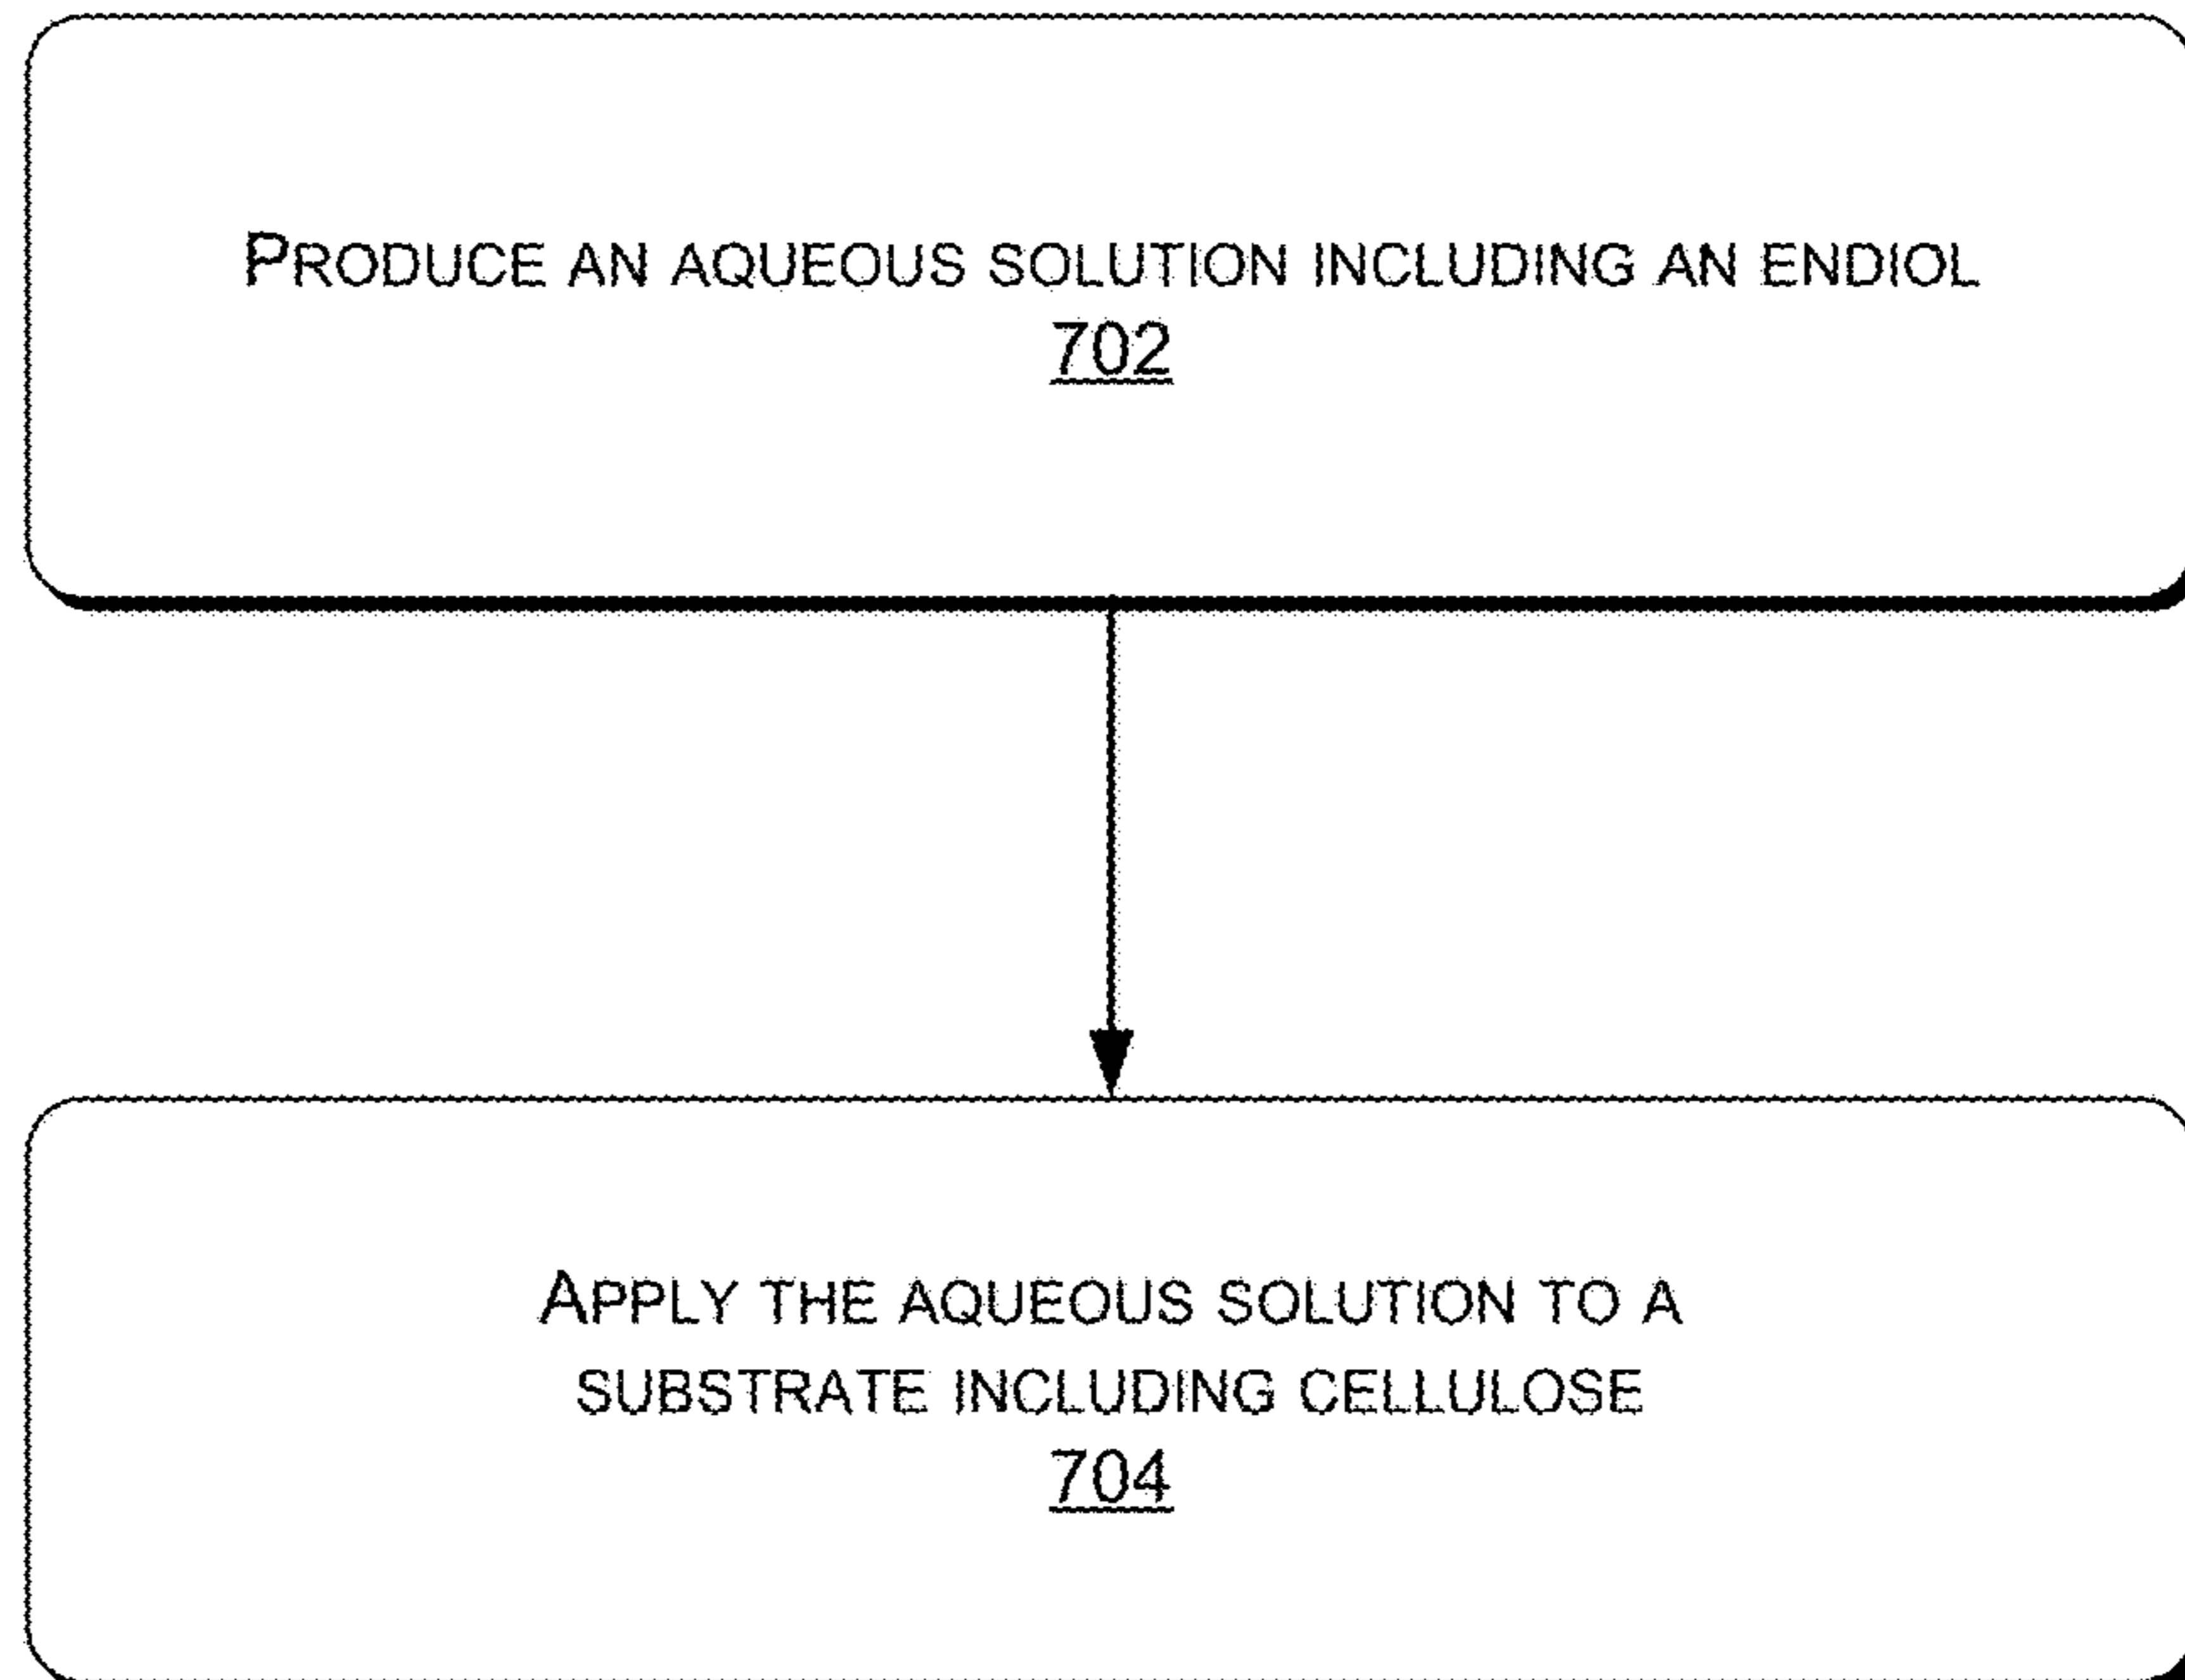 PRODUCE AN AQUEOUS SOLUTION INCLUDING AN ENDIOL
702
APPLY THE AQUEOUS SOLUTION TO A
SUBSTRATE INCLUDING CELLULOSE
704